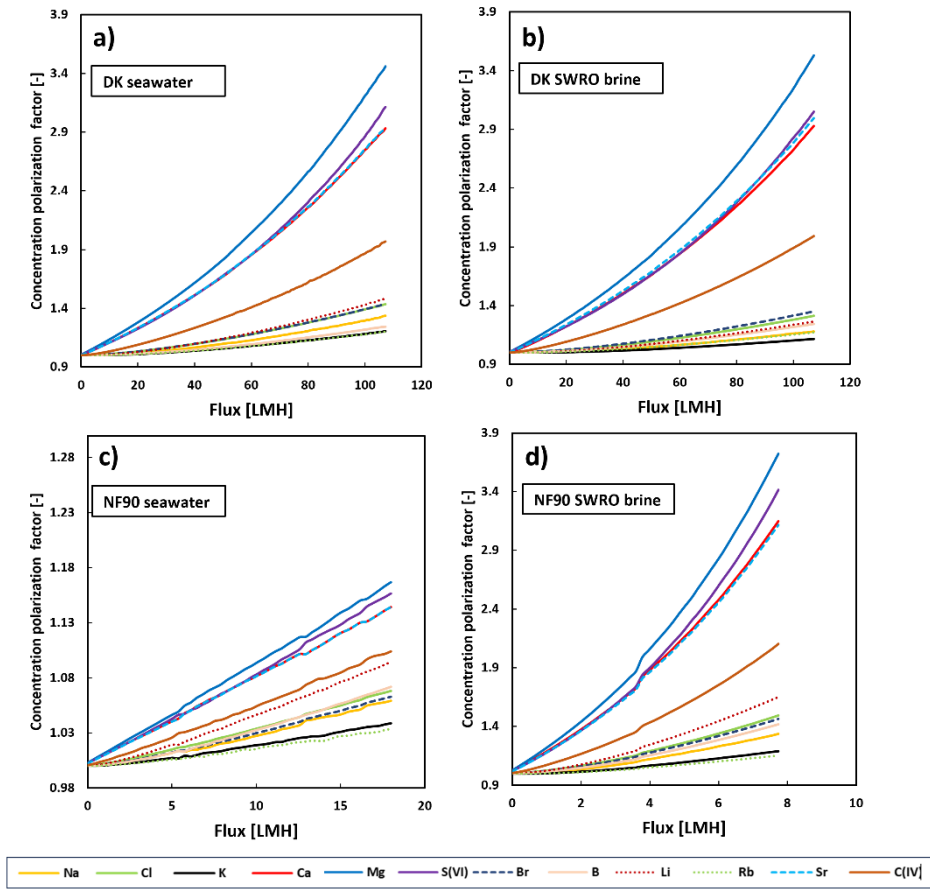 a)
DK seawater
Concentration polarization factor [-]
3.9
3.4
2.9
2.4
1.9
1.4
0.9
0 20 40 60 80 100 120
Flux [LMH]
b)
DK SWRO brine
Concentration polarization factor [-]
3.9
3.4
2.9
2.4
1.9
1.4
0.9
0 20 40 60 80 100 120
Flux [LMH]
c)
NF90 seawater
Concentration polarization factor [-]
1.28
1.23
1.18
1.13
1.08
1.03
0.98
0 5 10 15 20
Flux [LMH]
d)
NF90 SWRO brine
Concentration polarization factor [-]
3.9
3.4
2.9
2.4
1.9
1.4
0.9
0 2 4 6 8 10
Flux [LMH]
Na Cl K Ca Mg S(VI) Br B Li Rb Sr C(IV)